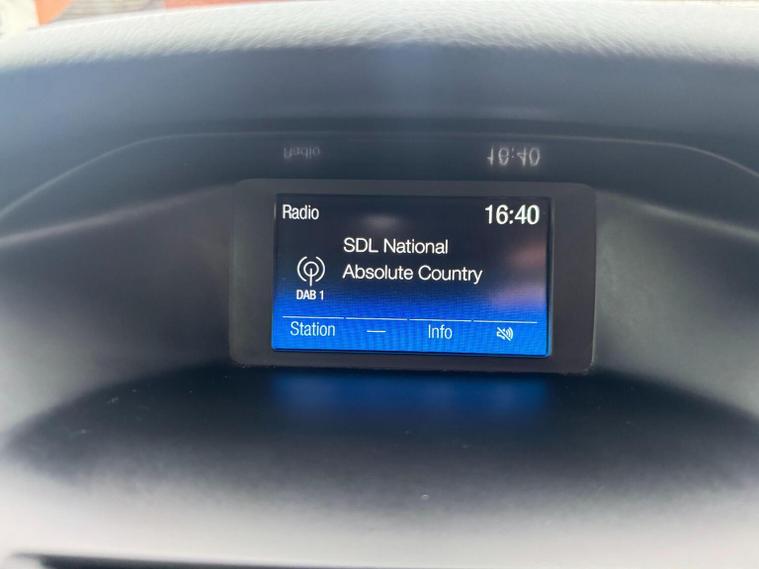 Radio 16:40
SDL National
Absolute Country
DAB 1
Station — Info